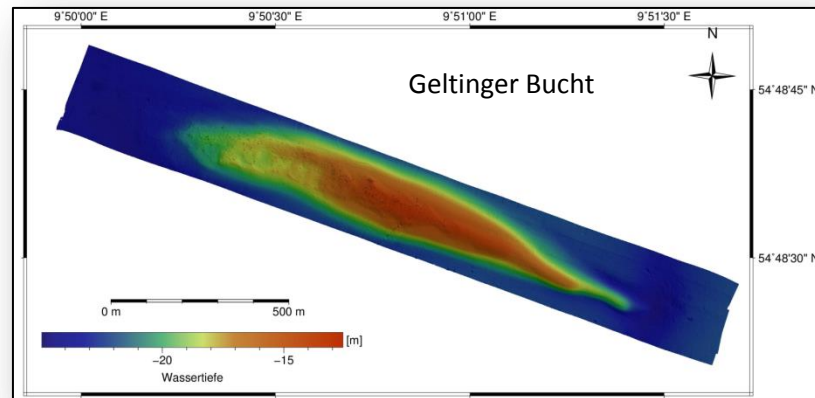 9°50'00" E 9°50'30" E 9°51'00" E 9°51'30" E
N
Geltinger Bucht
54°48'45" N
54°48'30" N
0 m 500 m
[m]
−20 −15
Wassertiefe